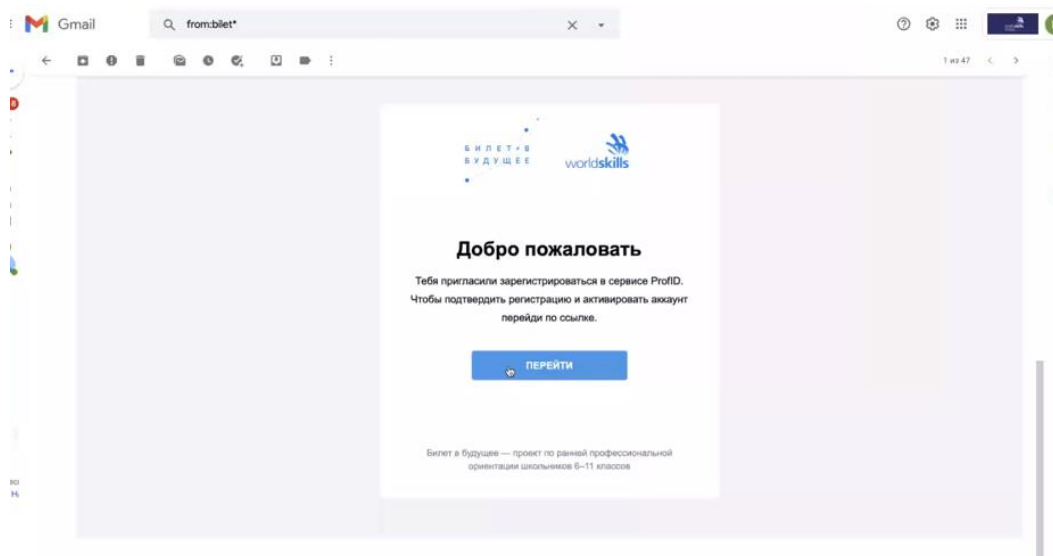 Gmail
from:bilet*
1 из 47
БИЛЕТ В
БУДУЩЕЕ
worldskills
Добро пожаловать
Тебя пригласили зарегистрироваться в сервисе ProfID.
Чтобы подтвердить регистрацию и активировать аккаунт
перейди по ссылке.
ПЕРЕЙТИ
Билет в будущее — проект по ранней профессиональной
ориентации школьников 6–11 классов